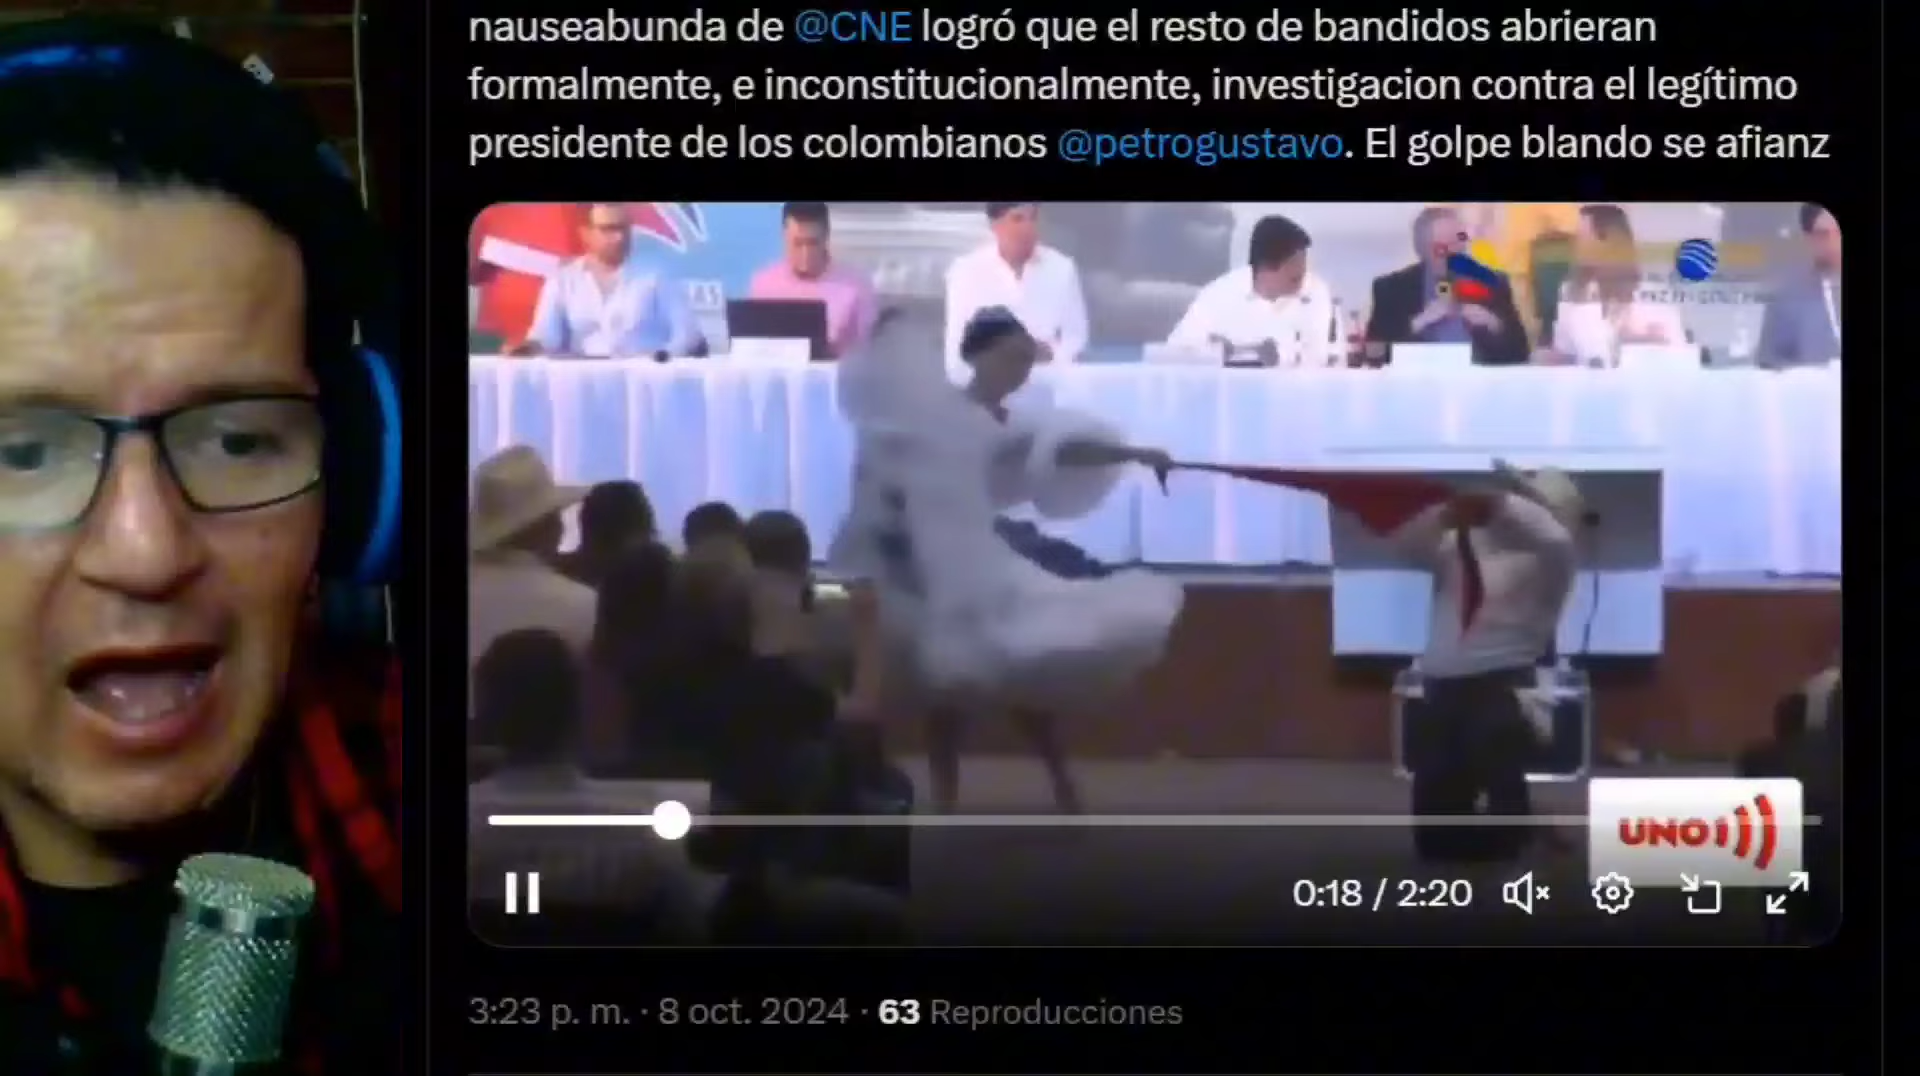 nauseabunda de @CNE logró que el resto de bandidos abrieran
formalmente, e inconstitucionalmente, investigacion contra el legítimo
presidente de los colombianos @petrogustavo. El golpe blando se afianz
UNO
0:18 / 2:20
3:23 p. m. · 8 oct. 2024 · 63 Reproducciones